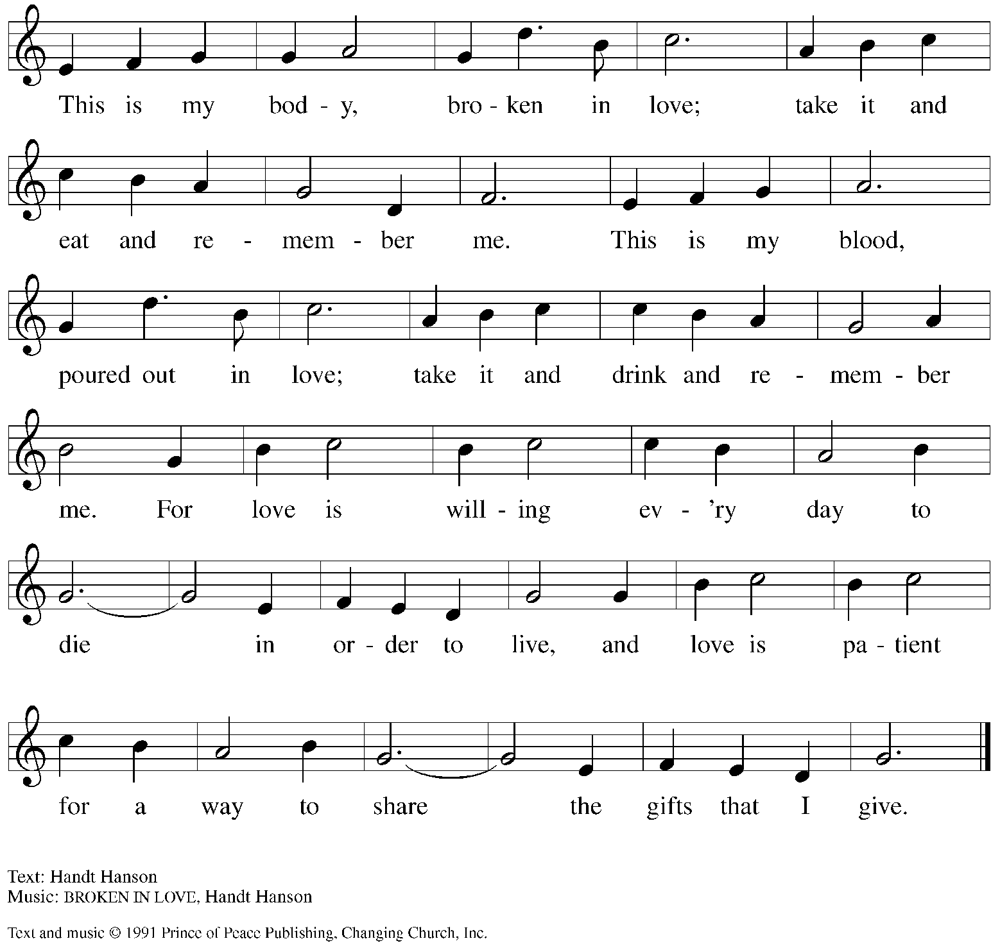 This is my bod - y, bro - ken in love; take it and
eat and re - mem - ber me. This is my blood,
poured out in love; take it and drink and re - mem - ber
me. For love is will - ing ev - ’ry day to
die in or - der to live, and love is pa - tient
for a way to share the gifts that I give.
Text: Handt Hanson
Music: BROKEN IN LOVE, Handt Hanson
Text and music © 1991 Prince of Peace Publishing, Changing Church, Inc.